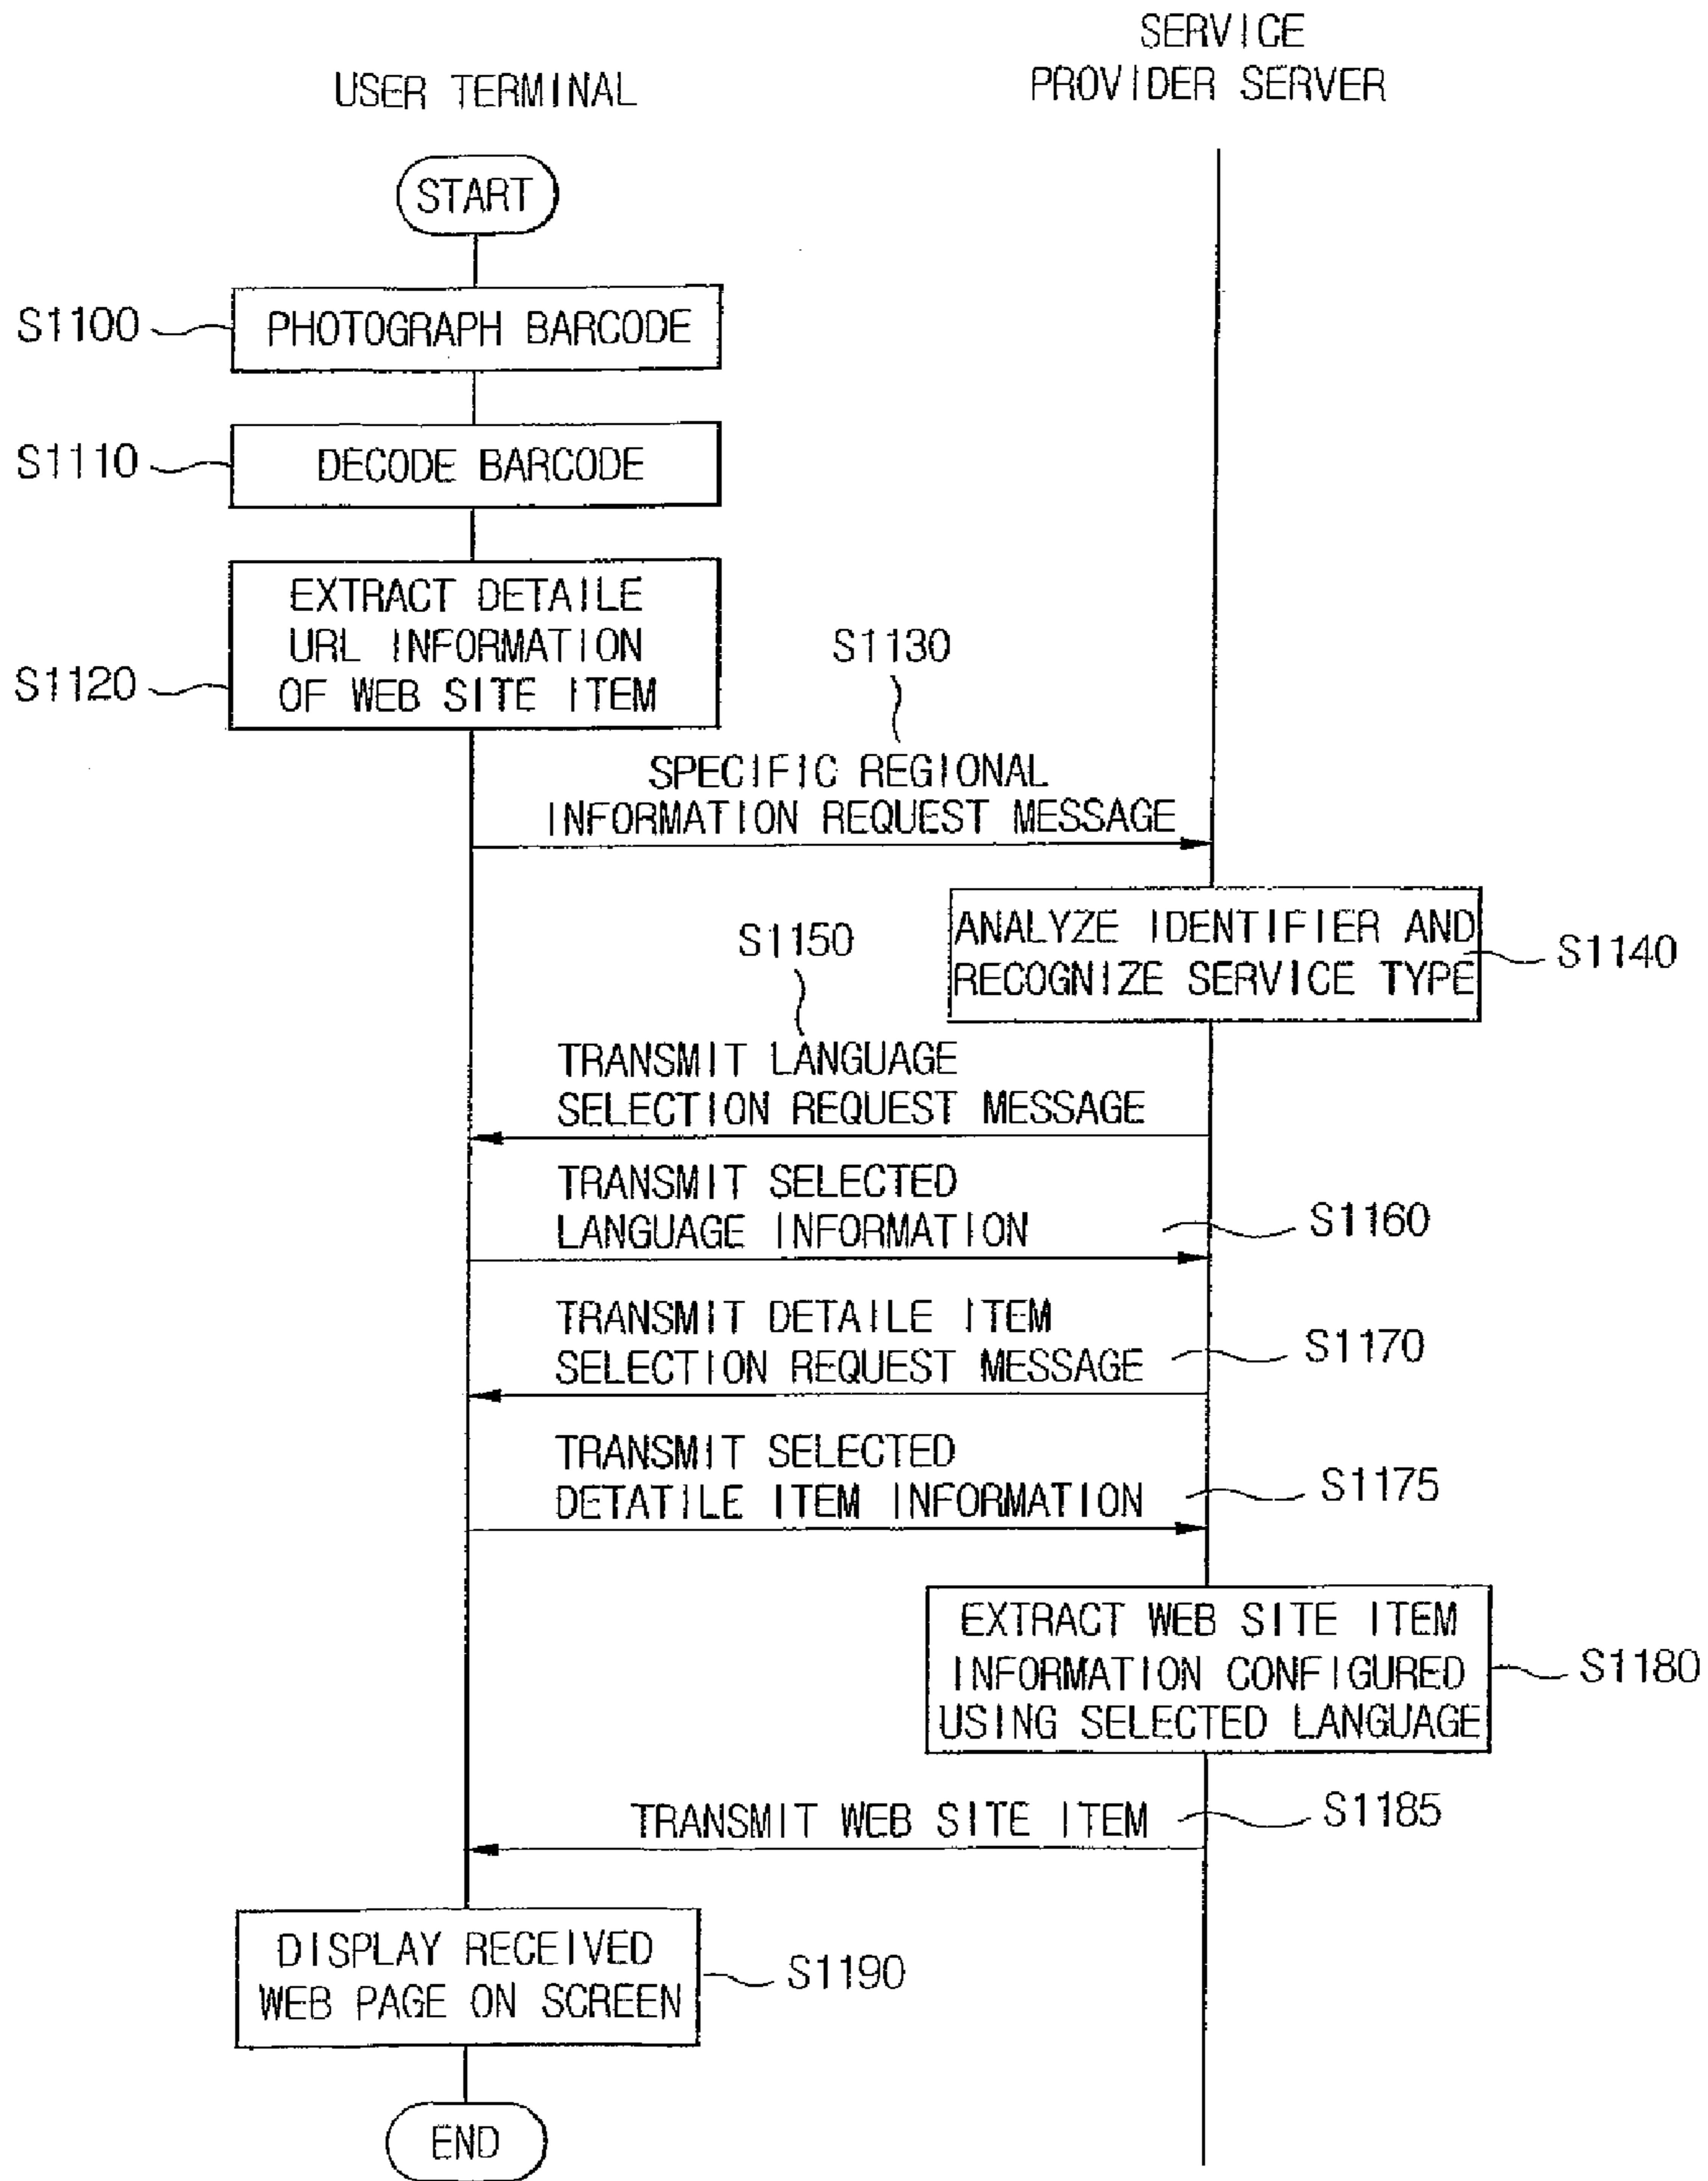 SERVICE
PROVIDER SERVER
USER TERMINAL
START
S1100
PHOTOGRAPH BARCODE
S1110
DECODE BARCODE
S1120
EXTRACT DETAILE
URL INFORMATION
OF WEB SITE ITEM
S1130
SPECIFIC REGIONAL
INFORMATION REQUEST MESSAGE
ANALYZE IDENTIFIER AND
RECOGNIZE SERVICE TYPE
S1140
S1150
TRANSMIT LANGUAGE
SELECTION REQUEST MESSAGE
TRANSMIT SELECTED
LANGUAGE INFORMATION
S1160
TRANSMIT DETAILE ITEM
SELECTION REQUEST MESSAGE
S1170
TRANSMIT SELECTED
DETATILE ITEM INFORMATION
S1175
EXTRACT WEB SITE ITEM
INFORMATION CONFIGURED
USING SELECTED LANGUAGE
S1180
TRANSMIT WEB SITE ITEM
S1185
DISPLAY RECEIVED
WEB PAGE ON SCREEN
S1190
END